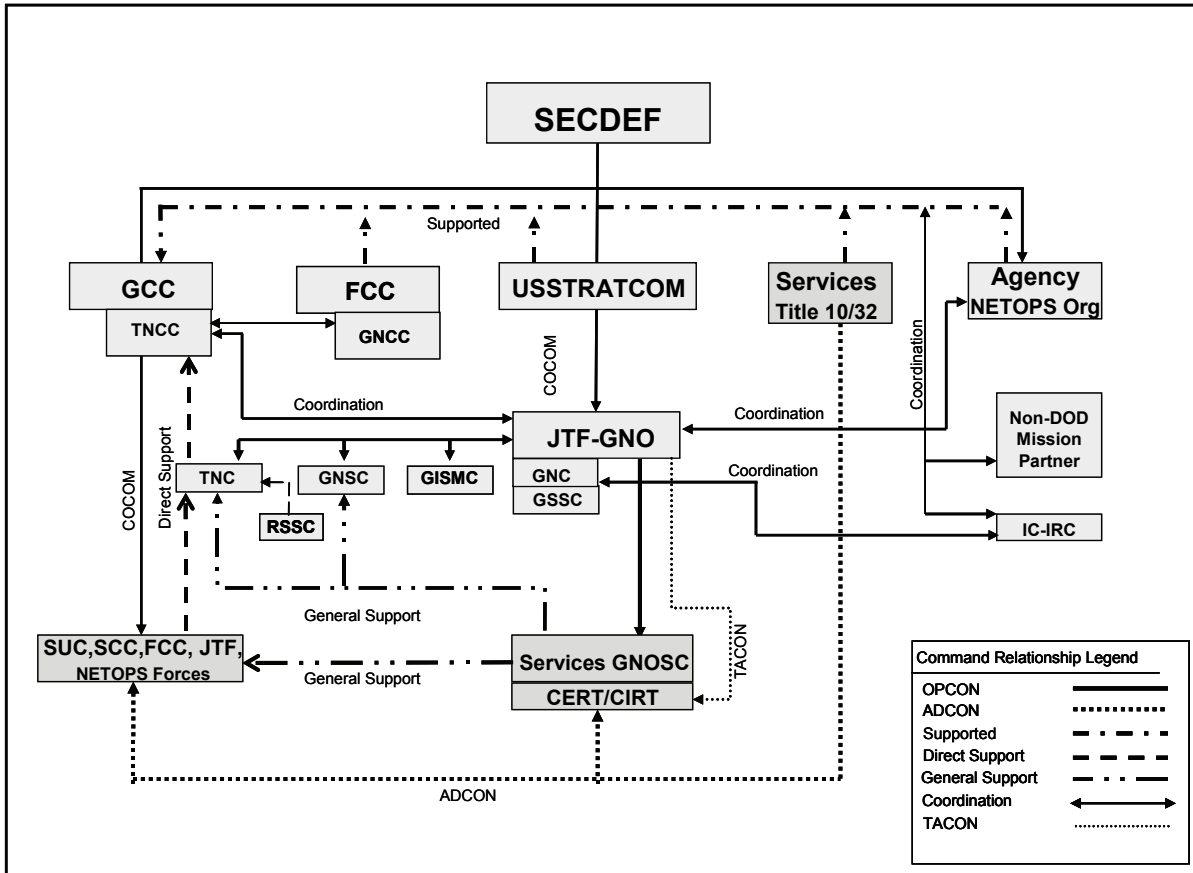 SECDEF
Supported
GCC
TNCC
FCC
GNCC
USSTRATCOM
Services
Title 10/32
Agency
NETOPS Org
COCOM
Coordination
Coordination
Coordination
Coordination
JTF-GNO
GNC
GSSC
Non-DOD
Mission
Partner
TNC
GNSC
GISMC
RSSC
IC-IRC
COCOM
Direct Support
General Support
SUC,SCC,FCC, JTF,
NETOPS Forces
General Support
Services GNOSC
CERT/CIRT
TACON
ADCON
Command Relationship Legend
OPCON
ADCON
Supported
Direct Support
General Support
Coordination
TACON